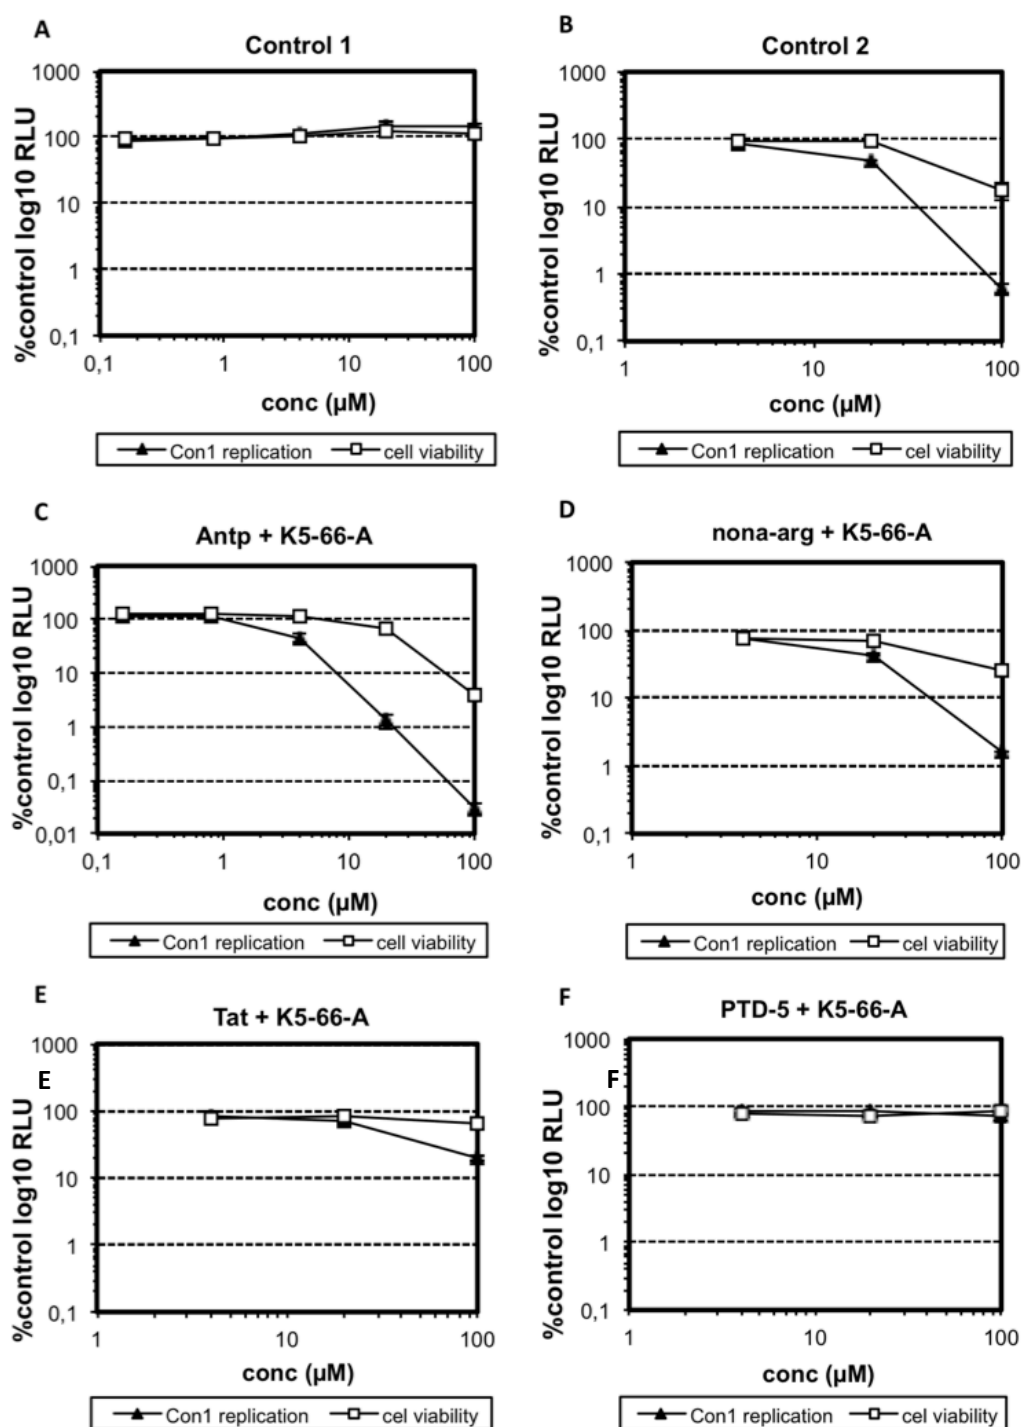 A
Control 1
%control log10 RLU
1000
100
10
1
0,1
0,1 1 10 100
conc (µM)
Con1 replication cell viability
B
Control 2
%control log10 RLU
1000
100
10
1
0,1
1 10 100
conc (µM)
Con1 replication cel viability
C
Antp + K5-66-A
%control log10 RLU
1000
100
10
1
0,1
0,01
0,1 1 10 100
conc (µM)
Con1 replication cell viability
D
nona-arg + K5-66-A
%control log10 RLU
1000
100
10
1
0,1
1 10 100
conc (µM)
Con1 replication cel viability
E
Tat + K5-66-A
E
%control log10 RLU
1000
100
10
1
0,1
1 10 100
conc (µM)
Con1 replication cel viability
F
PTD-5 + K5-66-A
F
%control log10 RLU
1000
100
10
1
0,1
1 10 100
conc (µM)
Con1 replication cel viability